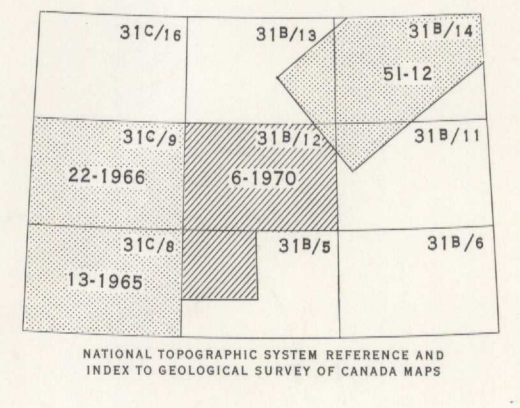 31C/16 31B/13 31B/14
51-12
31C/9 31B/12 31B/11
22-1966 6-1970
31C/8 31B/5 31B/6
13-1965
NATIONAL TOPOGRAPHIC SYSTEM REFERENCE AND
INDEX TO GEOLOGICAL SURVEY OF CANADA MAPS